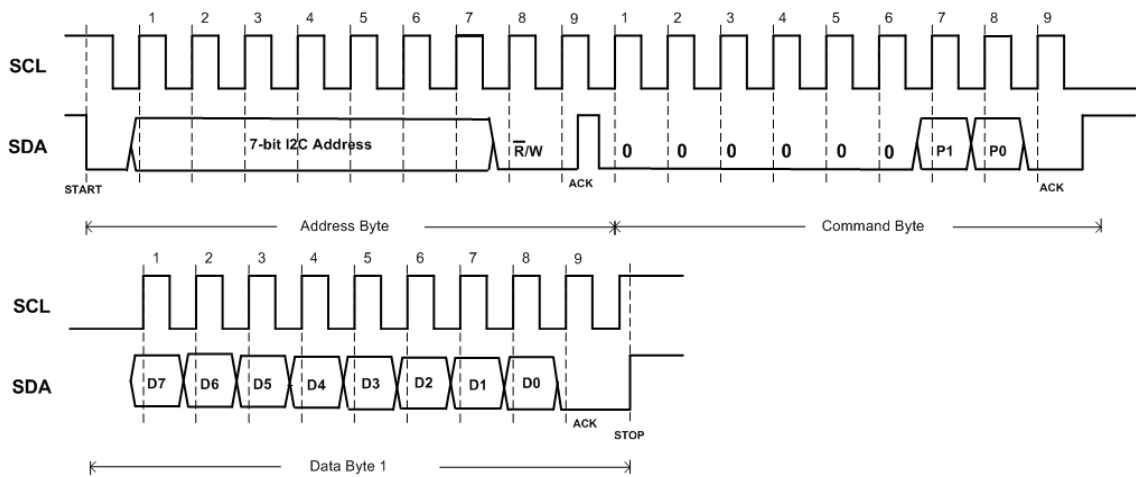 1 2 3 4 5 6 7 8 9 1 2 3 4 5 6 7 8 9
SCL
SDA 7-bit I2C Address R̅/W 0 0 0 0 0 0 P1 P0
START ACK ACK
Address Byte Command Byte
1 2 3 4 5 6 7 8 9
SCL
SDA D7 D6 D5 D4 D3 D2 D1 D0
ACK
STOP
Data Byte 1